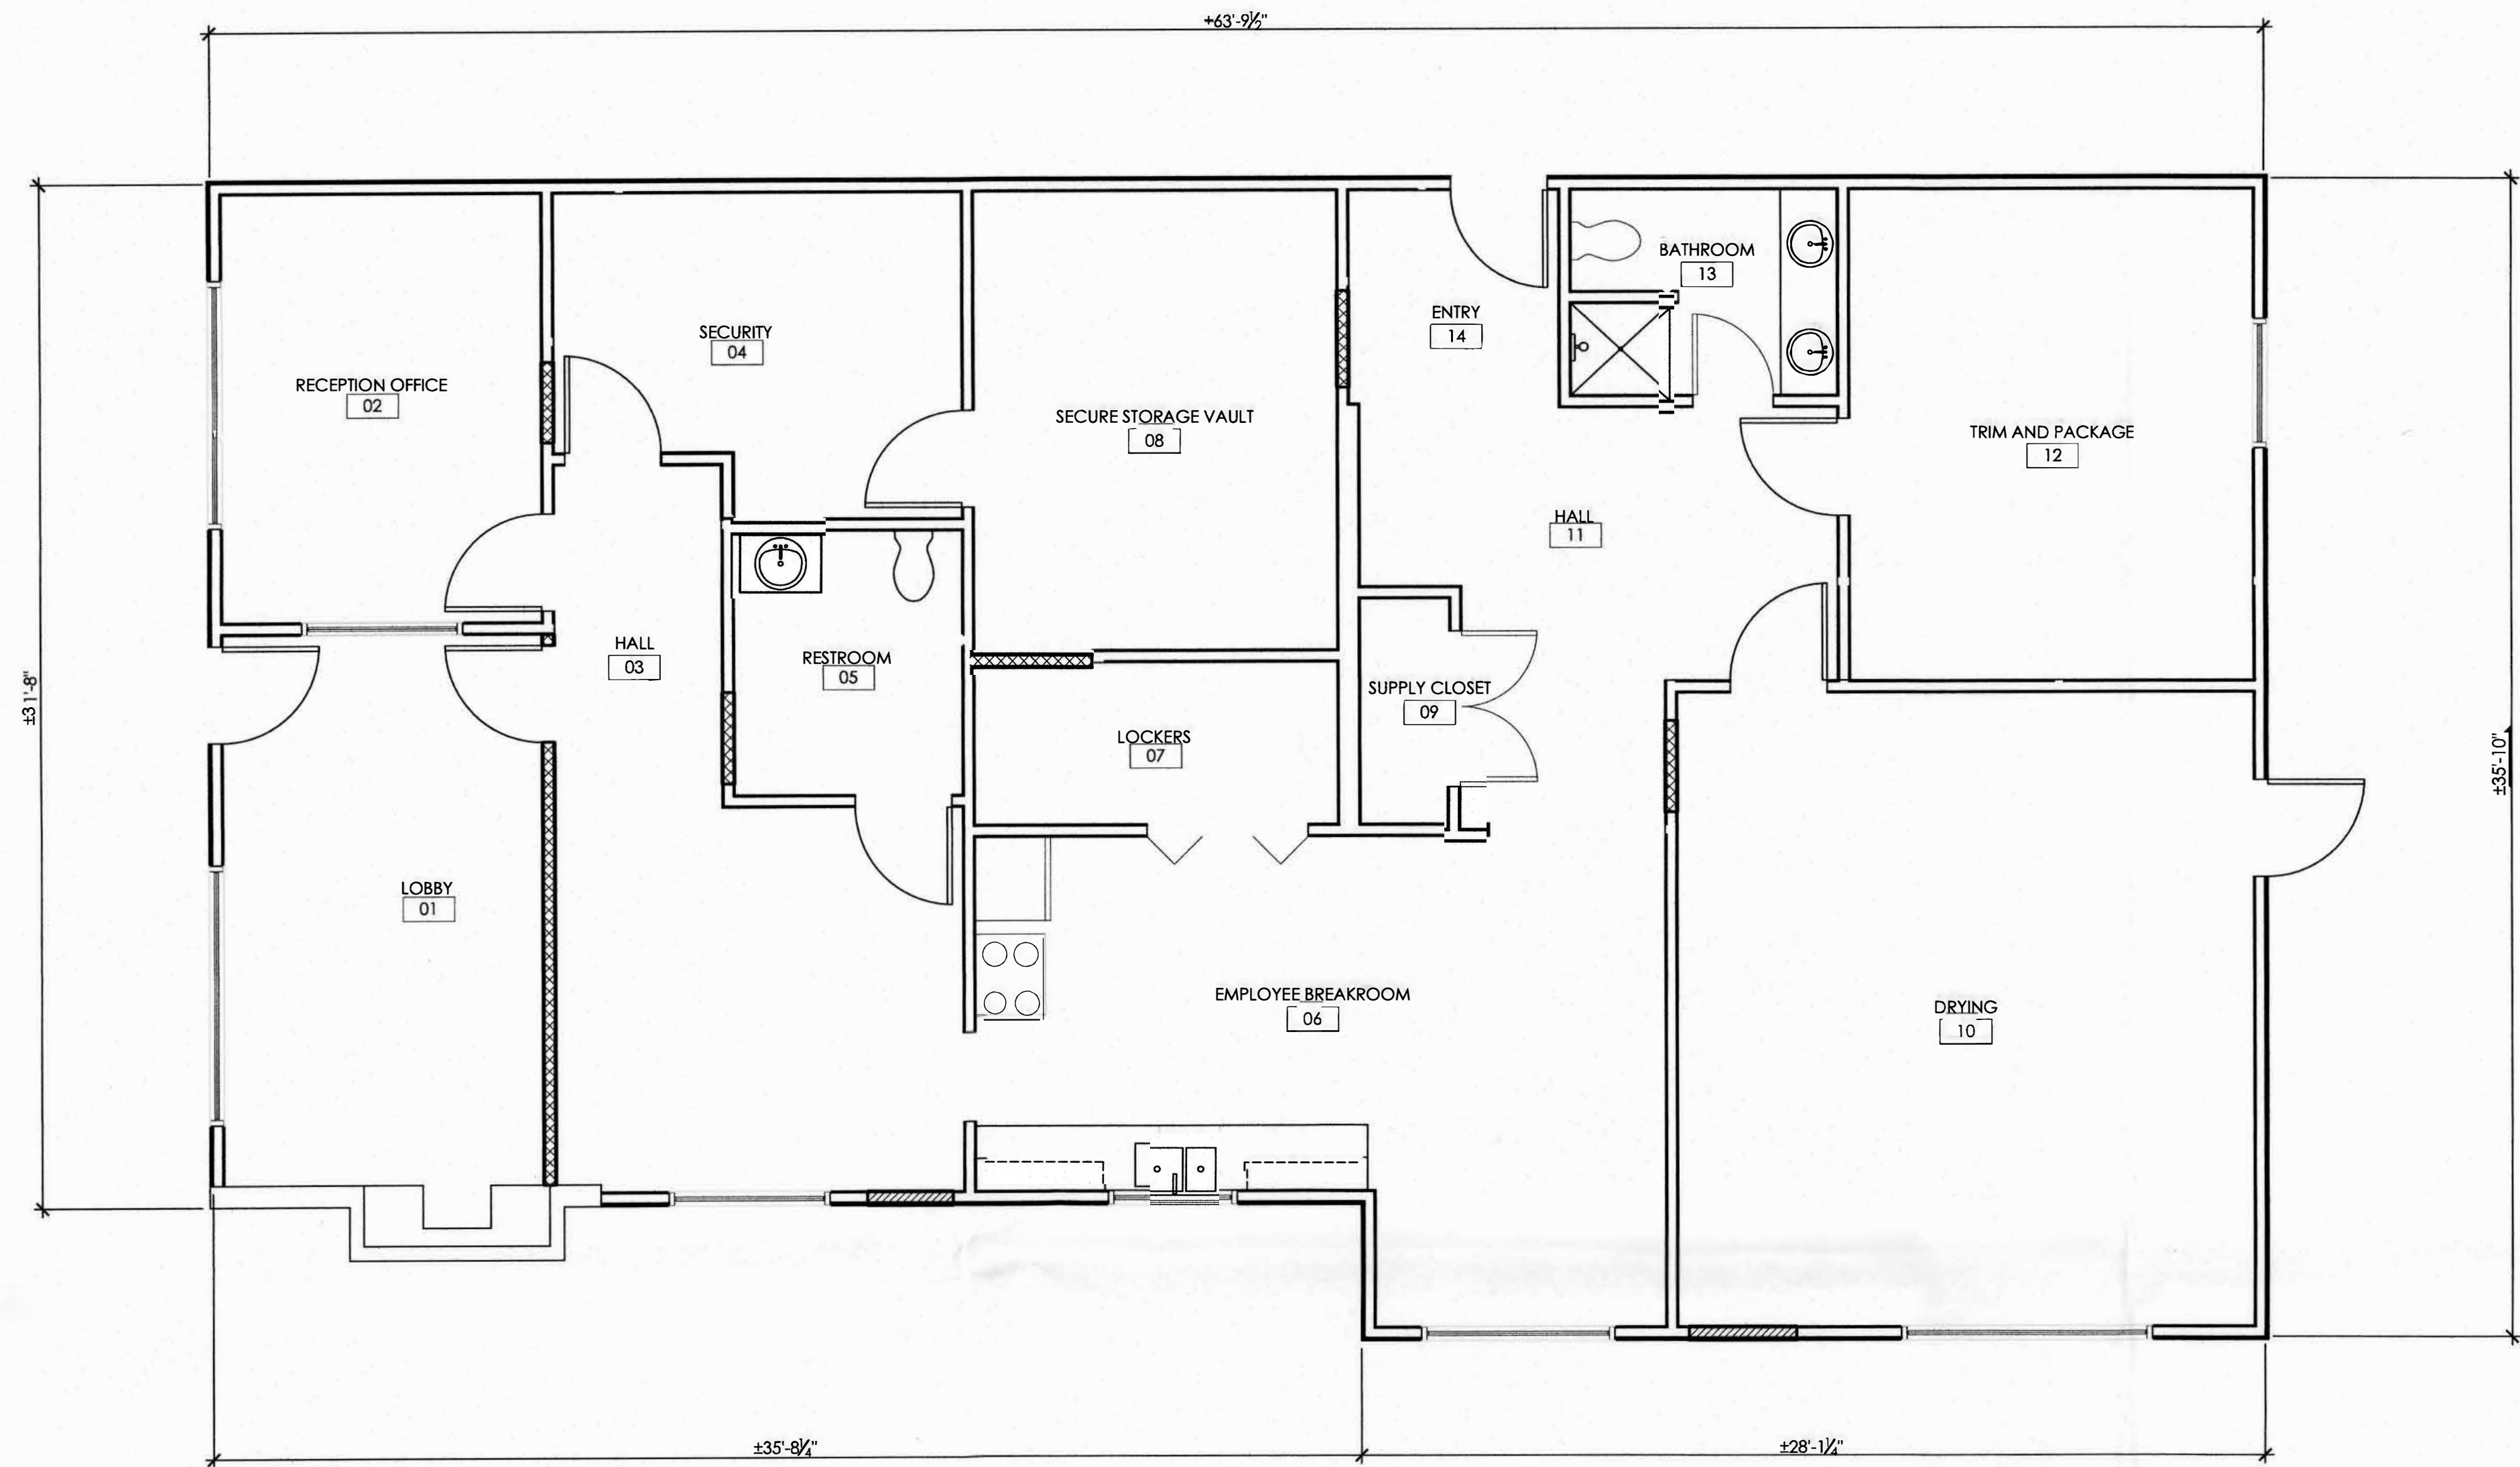 +63'-9½"
BATHROOM
13
ENTRY
14
SECURITY
04
RECEPTION OFFICE
02
SECURE STORAGE VAULT
08
TRIM AND PACKAGE
12
HALL
11
HALL
03
RESTROOM
05
SUPPLY CLOSET
09
LOCKERS
07
±31'-8"
±35'-10"
LOBBY
01
EMPLOYEE BREAKROOM
06
DRYING
10
±35'-8¼"
±28'-1¼"